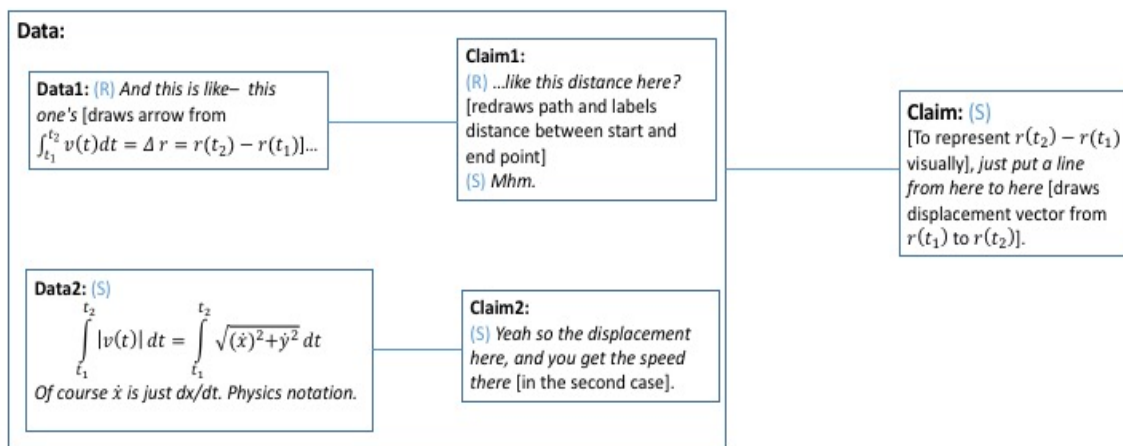 Data:
Data1: (R) And this is like– this
one's [draws arrow from
∫_{t₁}^{t₂} v(t)dt = Δ r = r(t₂) − r(t₁)]...
Claim1:
(R) ...like this distance here?
[redraws path and labels
distance between start and
end point]
(S) Mhm.
Data2: (S)
∫_{t₁}^{t₂} |v(t)| dt = ∫_{t₁}^{t₂} √((ẋ)²+ẏ²) dt
Of course ẋ is just dx/dt. Physics notation.
Claim2:
(S) Yeah so the displacement
here, and you get the speed
there [in the second case].
Claim: (S)
[To represent r(t₂) − r(t₁)
visually], just put a line
from here to here [draws
displacement vector from
r(t₁) to r(t₂)].